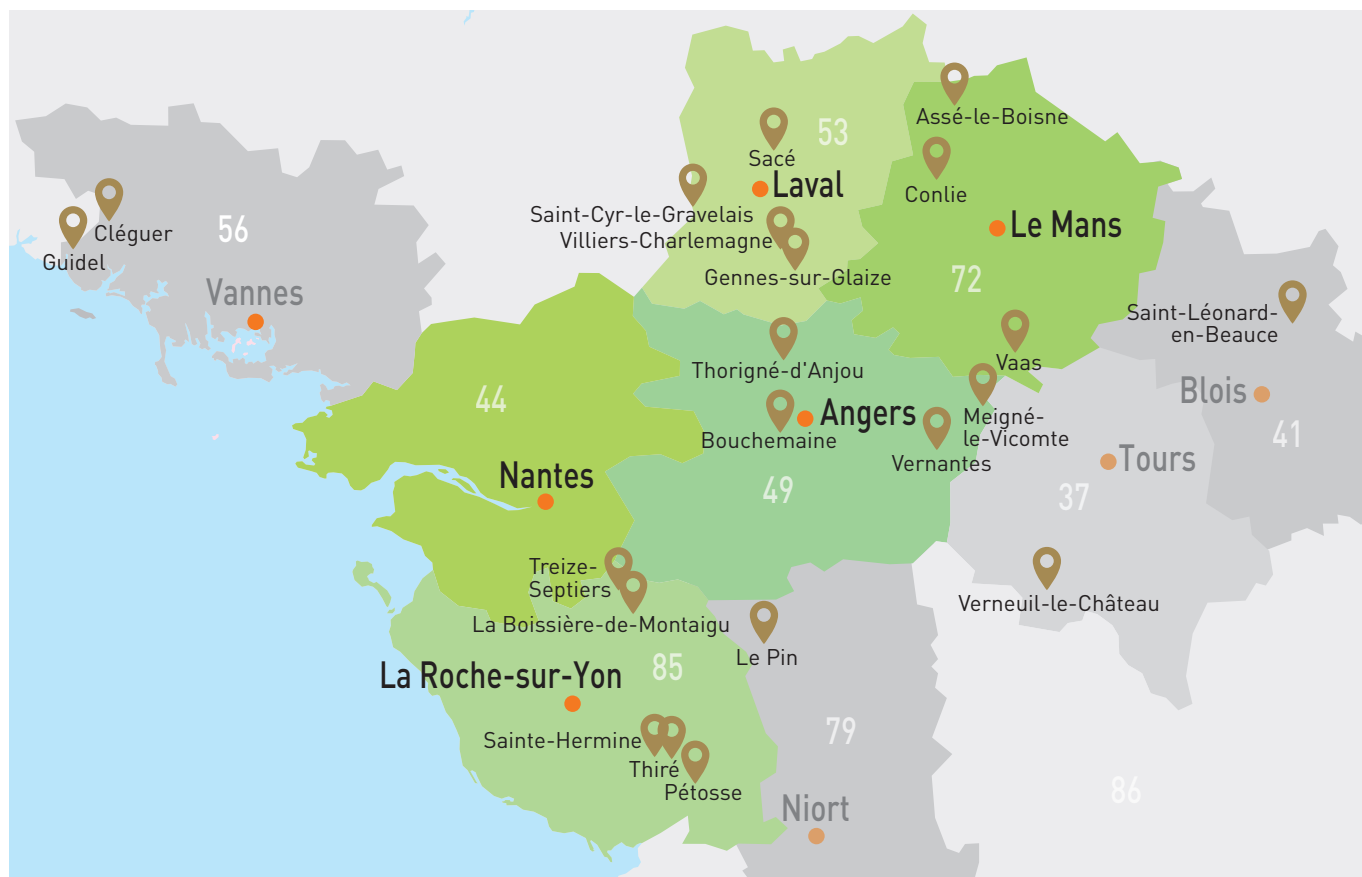 Assé-le-Boisne
53
Sacé
Laval
Conlie
Saint-Cyr-le-Gravelais
Le Mans
Cléguer
56
Villiers-Charlemagne
Guidel
Gennes-sur-Glaize
72
Vannes
Saint-Léonard-
en-Beauce
Vaas
Thorigné-d'Anjou
44
Blois
Angers
Meigné-
le-Vicomte
Bouchemaine
41
Vernantes
Tours
Nantes
49
37
Treize-
Septiers
Verneuil-le-Château
La Boissière-de-Montaigu
Le Pin
85
La Roche-sur-Yon
Sainte-Hermine
79
Thiré
Pétosse
86
Niort